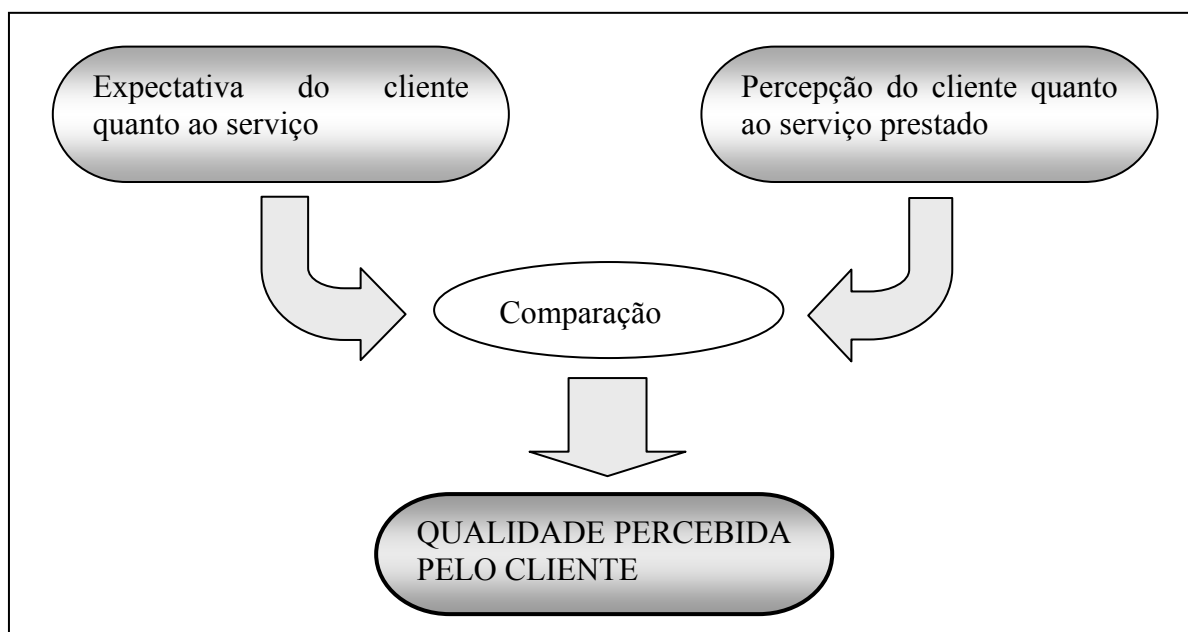 Expectativa do cliente
quanto ao serviço
Percepção do cliente quanto
ao serviço prestado
Comparação
QUALIDADE PERCEBIDA
PELO CLIENTE